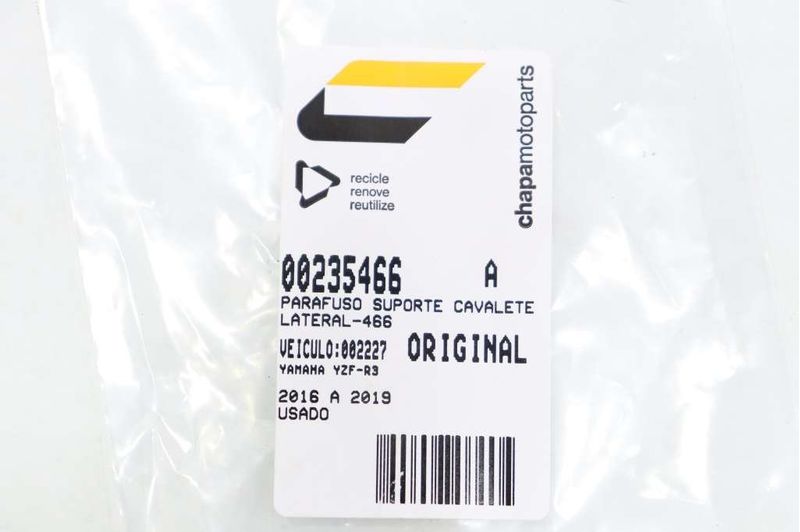 chapamotoparts
recicle
renove
reutilize
00235466 A
PARAFUSO SUPORTE CAVALETE
LATERAL-466
VEICULO:002227 ORIGINAL
YAMAHA YZF-R3
2016 A 2019
USADO